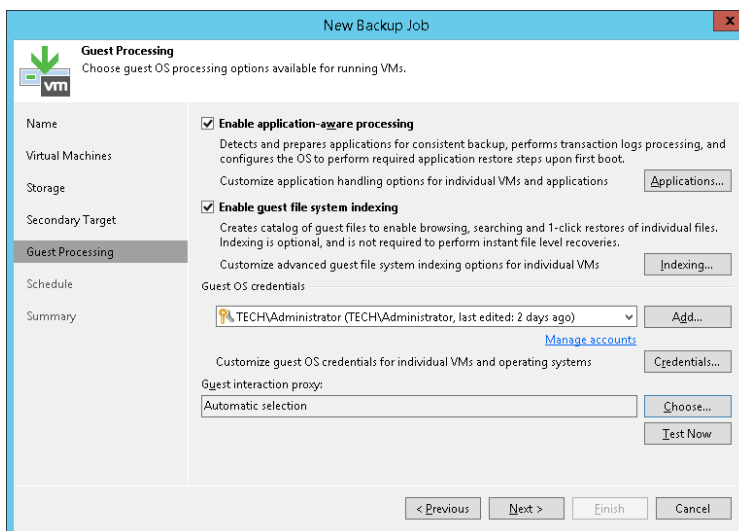 New Backup Job
x
Guest Processing
Choose guest OS processing options available for running VMs.
vm
Name
Virtual Machines
Storage
Secondary Target
Guest Processing
Schedule
Summary
Enable application-aware processing
Detects and prepares applications for consistent backup, performs transaction logs processing, and
configures the OS to perform required application restore steps upon first boot.
Customize application handling options for individual VMs and applications
Applications...
Enable guest file system indexing
Creates catalog of guest files to enable browsing, searching and 1-click restores of individual files.
Indexing is optional, and is not required to perform instant file level recoveries.
Customize advanced guest file system indexing options for individual VMs
Indexing...
Guest OS credentials
TECH\Administrator (TECH\Administrator, last edited: 2 days ago)
Add...
Manage accounts
Customize guest OS credentials for individual VMs and operating systems
Credentials...
Guest interaction proxy:
Automatic selection
Choose...
Test Now
< Previous
Next >
Finish
Cancel